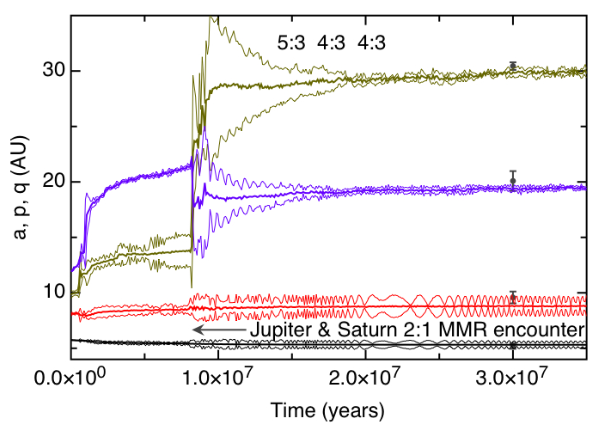 5:3 4:3 4:3
a, p, q (AU)
30
20
10
Jupiter & Saturn 2:1 MMR encounter
0.0x10⁰ 1.0x10⁷ 2.0x10⁷ 3.0x10⁷
Time (years)